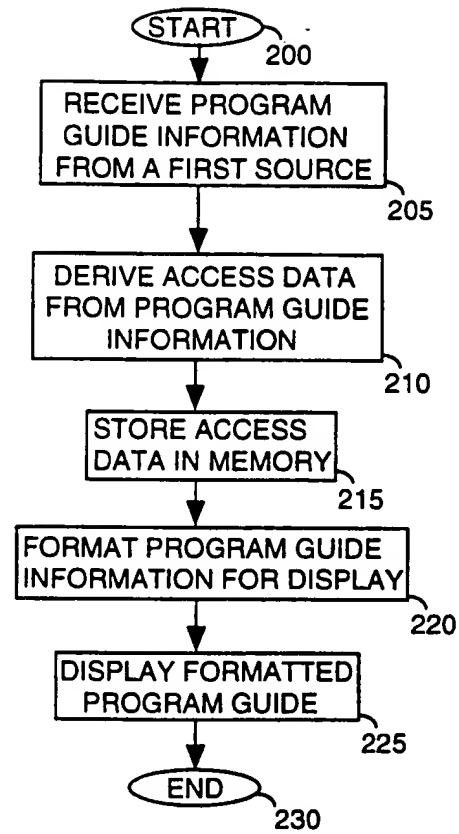 START
200
RECEIVE PROGRAM
GUIDE INFORMATION
FROM A FIRST SOURCE
205
DERIVE ACCESS DATA
FROM PROGRAM GUIDE
INFORMATION
210
STORE ACCESS
DATA IN MEMORY
215
FORMAT PROGRAM GUIDE
INFORMATION FOR DISPLAY
220
DISPLAY FORMATTED
PROGRAM GUIDE
225
END
230